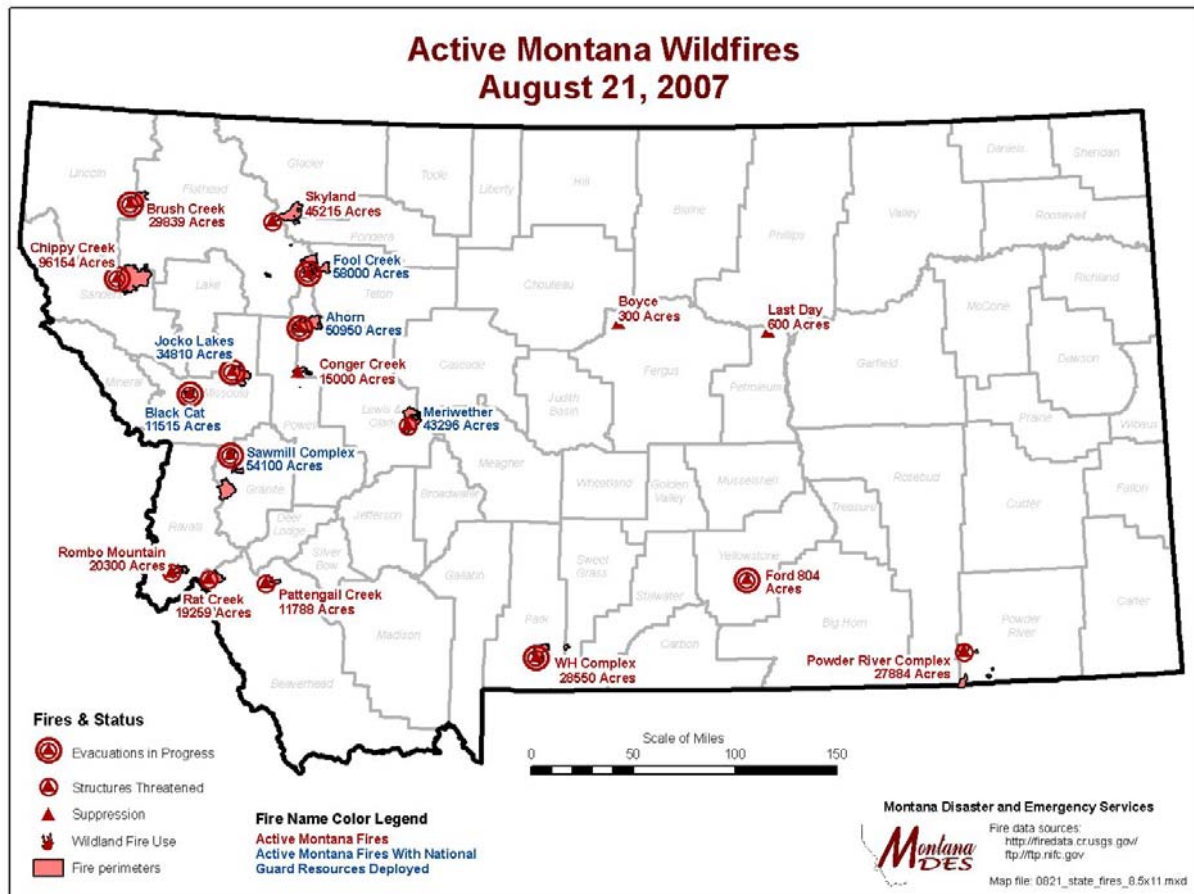 Active Montana Wildfires
August 21, 2007
Lincoln
Flathead
Glacier
Toole
Liberty
Hill
Blaine
Phillips
Valley
Daniels
Sheridan
Roosevelt
Richland
Brush Creek
29839 Acres
Skyland
45215 Acres
Pondera
Chippy Creek
96154 Acres
Sanders
Lake
Fool Creek
58000 Acres
Teton
Chouteau
McCone
Dawson
Boyce
300 Acres
Last Day
600 Acres
Ahorn
50950 Acres
Jocko Lakes
34810 Acres
Conger Creek
15000 Acres
Cascade
Fergus
Petroleum
Garfield
Judith
Basin
Prairie
Wibaux
Mineral
Missoula
Black Cat
11515 Acres
Powell
Lewis &
Clark
Meriwether
43296 Acres
Sawmill Complex
54100 Acres
Granite
Meagher
Wheatland
Golden
Valley
Musselshell
Rosebud
Treasure
Custer
Fallon
Broadwater
Jefferson
Deer
Lodge
Silver
Bow
Ravalli
Rombo Mountain
20300 Acres
Rat Creek
19259 Acres
Pattengail Creek
11788 Acres
Gallatin
Sweet
Grass
Stillwater
Yellowstone
Ford 804
Acres
Madison
Park
Carbon
Big Horn
Powder
River
Carter
Beaverhead
WH Complex
28550 Acres
Powder River Complex
27884 Acres
Fires & Status
Evacuations in Progress
Structures Threatened
Suppression
Wildland Fire Use
Fire perimeters
Fire Name Color Legend
Active Montana Fires
Active Montana Fires With National
Guard Resources Deployed
Scale of Miles
0 50 100 150
Montana Disaster and Emergency Services
Montana
DES
Fire data sources:
http://firedata.cr.usgs.gov/
ftp://ftp.nifc.gov
Map file: 0821_state_fires_8.5x11.mxd